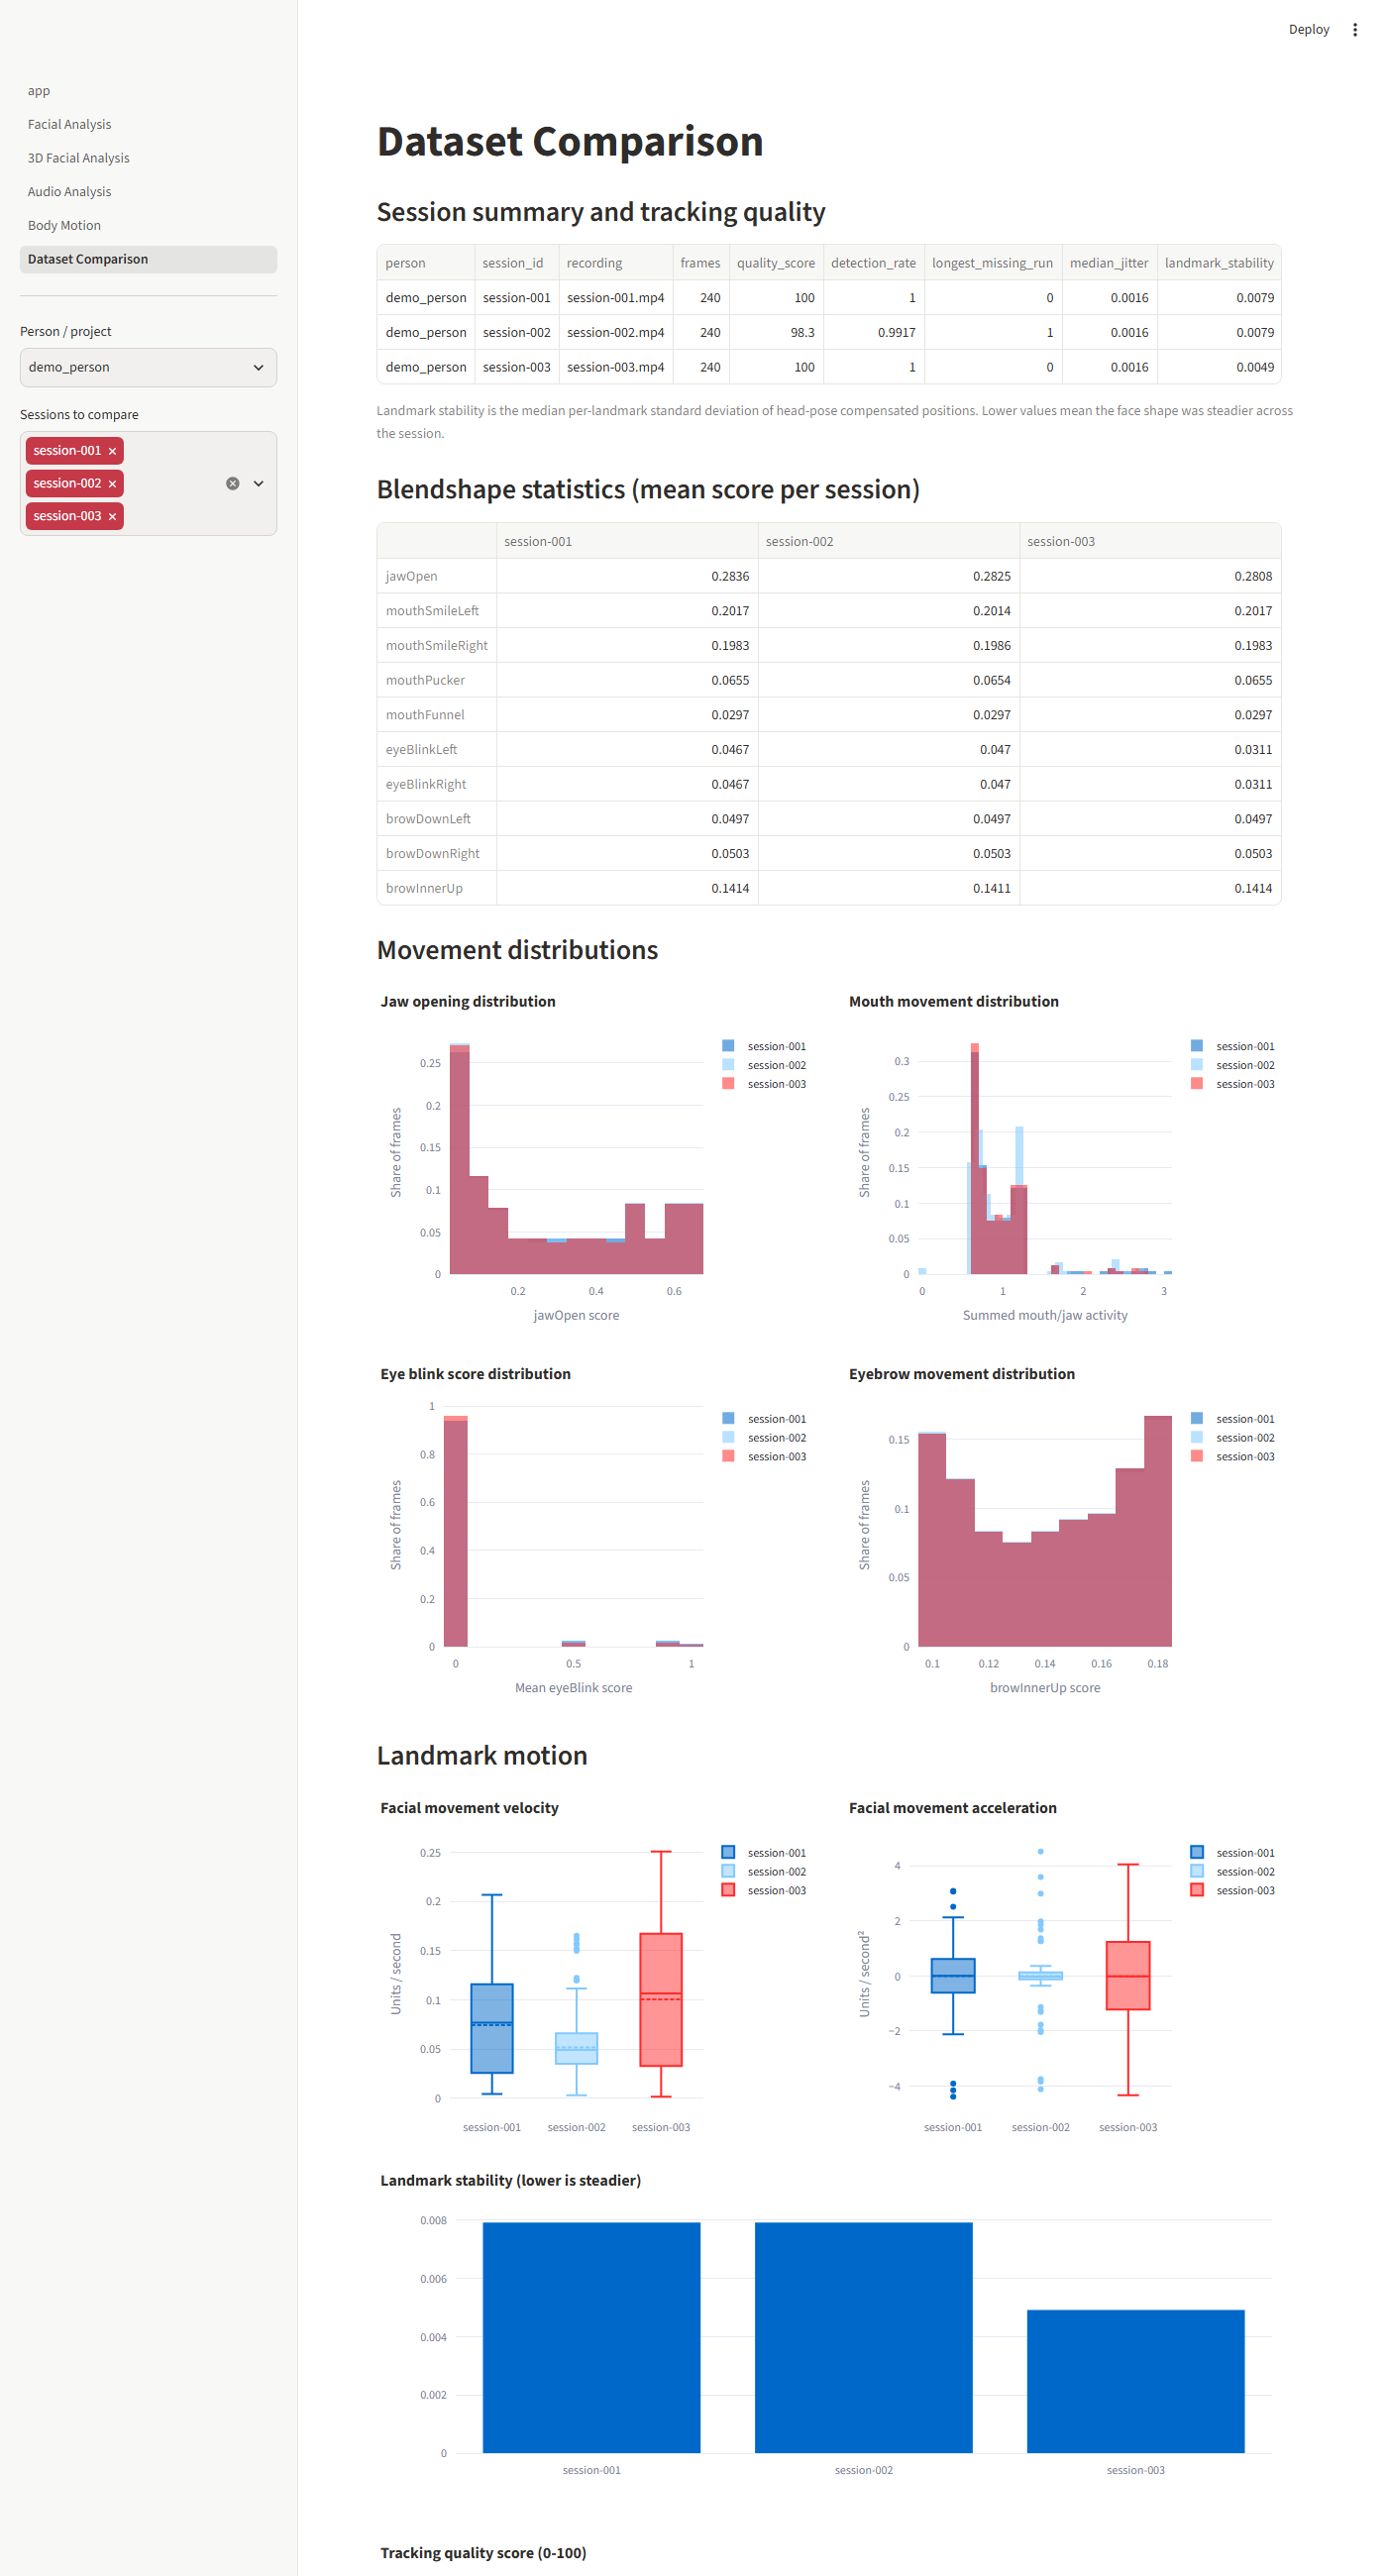 Deploy
app
Facial Analysis
3D Facial Analysis
Audio Analysis
Body Motion
Dataset Comparison
Person / project
demo_person
Sessions to compare
session-001 ×
session-002 ×
session-003 ×
Dataset Comparison
Session summary and tracking quality
person session_id recording frames quality_score detection_rate longest_missing_run median_jitter landmark_stability
demo_person session-001 session-001.mp4 240 100 1 0 0.0016 0.0079
demo_person session-002 session-002.mp4 240 98.3 0.9917 1 0.0016 0.0079
demo_person session-003 session-003.mp4 240 100 1 0 0.0016 0.0049
Landmark stability is the median per-landmark standard deviation of head-pose compensated positions. Lower values mean the face shape was steadier across
the session.
Blendshape statistics (mean score per session)
session-001 session-002 session-003
jawOpen 0.2836 0.2825 0.2808
mouthSmileLeft 0.2017 0.2014 0.2017
mouthSmileRight 0.1983 0.1986 0.1983
mouthPucker 0.0655 0.0654 0.0655
mouthFunnel 0.0297 0.0297 0.0297
eyeBlinkLeft 0.0467 0.047 0.0311
eyeBlinkRight 0.0467 0.047 0.0311
browDownLeft 0.0497 0.0497 0.0497
browDownRight 0.0503 0.0503 0.0503
browInnerUp 0.1414 0.1411 0.1414
Movement distributions
Jaw opening distribution
session-001
session-002
session-003
0.25
0.2
0.15
0.1
0.05
0
Share of frames
0.2 0.4 0.6
jawOpen score
Mouth movement distribution
session-001
session-002
session-003
0.3
0.25
0.2
0.15
0.1
0.05
0
Share of frames
0 1 2 3
Summed mouth/jaw activity
Eye blink score distribution
session-001
session-002
session-003
1
0.8
0.6
0.4
0.2
0
Share of frames
0 0.5 1
Mean eyeBlink score
Eyebrow movement distribution
session-001
session-002
session-003
0.15
0.1
0.05
0
Share of frames
0.1 0.12 0.14 0.16 0.18
browInnerUp score
Landmark motion
Facial movement velocity
session-001
session-002
session-003
0.25
0.2
0.15
0.1
0.05
0
Units / second
session-001 session-002 session-003
Facial movement acceleration
session-001
session-002
session-003
4
2
0
−2
−4
Units / second²
session-001 session-002 session-003
Landmark stability (lower is steadier)
0.008
0.006
0.004
0.002
0
session-001 session-002 session-003
Tracking quality score (0-100)